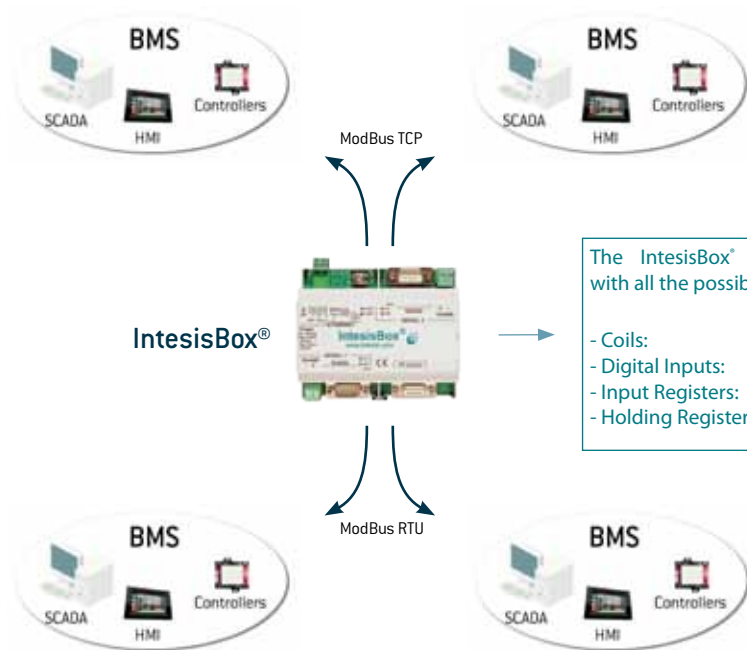 BMS
SCADA
HMI
Controllers
BMS
SCADA
HMI
Controllers
ModBus TCP
IntesisBox®
IntesisBox®
The IntesisBox®
with all the possib
- Coils:
- Digital Inputs:
- Input Registers:
- Holding Register
ModBus RTU
BMS
SCADA
HMI
Controllers
BMS
SCADA
HMI
Controllers